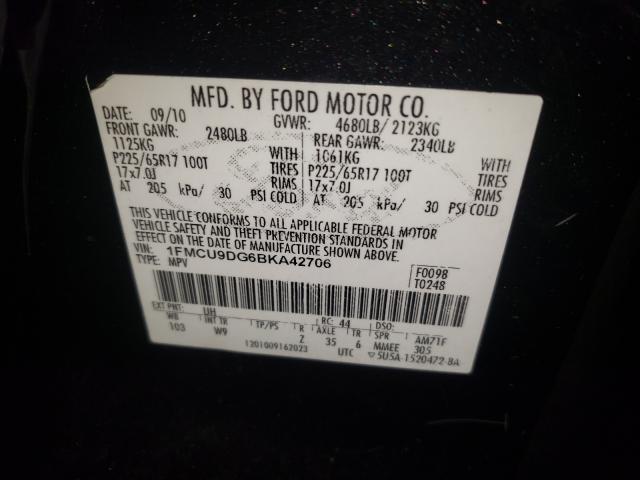 MFD. BY FORD MOTOR CO.
DATE: 09/10 GVWR: 4680LB/ 2123KG
FRONT GAWR: 2480LB REAR GAWR: 2340LB
1125KG WITH 1061KG WITH
P225/65R17 100T TIRES P225/65R17 100T TIRES
17x7.0J RIMS 17x7.0J RIMS
AT 205 kPa/ 30 PSI COLD AT 205 kPa/ 30 PSI COLD
THIS VEHICLE CONFORMS TO ALL APPLICABLE FEDERAL MOTOR
VEHICLE SAFETY AND BUMPER AND THEFT PREVENTION STANDARDS IN
EFFECT ON THE DATE OF MANUFACTURE SHOWN ABOVE.
VIN: 1FMCU9DG6BKA42706 F0098
TYPE: MPV T0248
EXT PNT: UH RC: 44 DSO:
WB INT TR TP/PS R AXLE TR SPR AM71F
103 W9 Z 35 6 MMEE 305
1201009162023 UTC ▽5U5A-1520472-BA